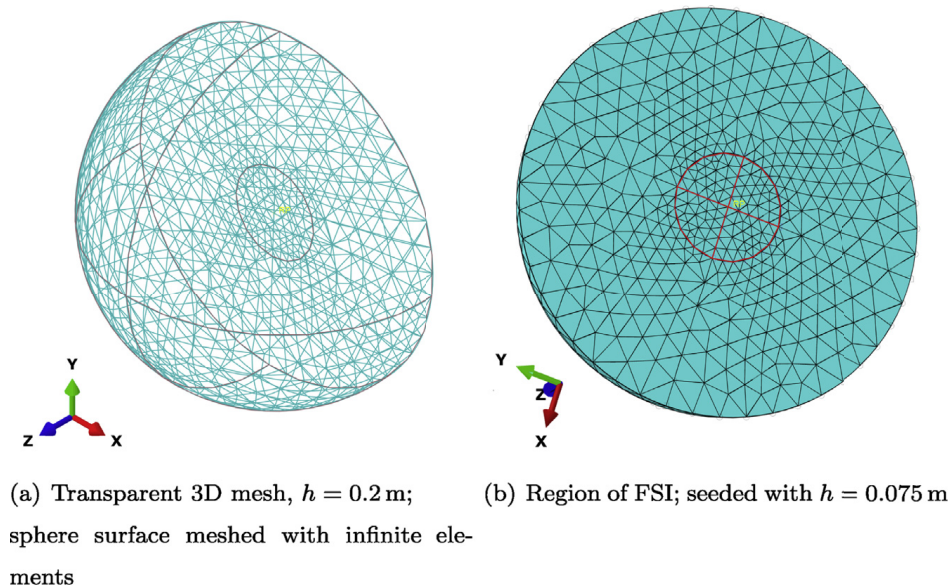 Y
Z
X
Y
Z
X
(a) Transparent 3D mesh, h = 0.2 m;
sphere surface meshed with infinite ele-
ments
(b) Region of FSI; seeded with h = 0.075 m